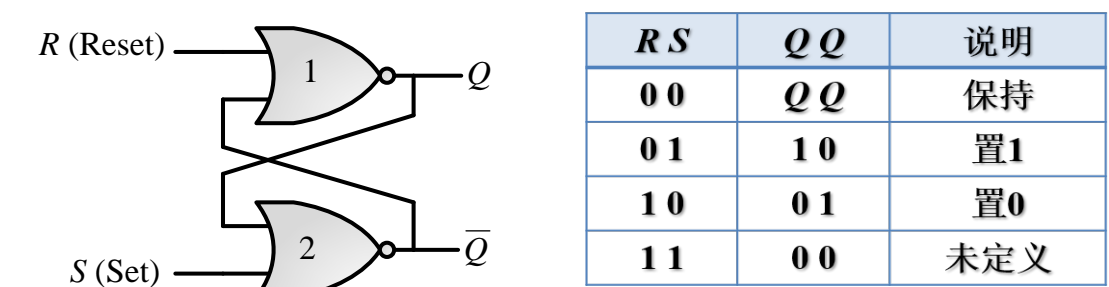 R (Reset)
1
Q
2
Q̅
S (Set)
R S Q Q 说明
0 0 Q Q 保持
0 1 1 0 置1
1 0 0 1 置0
1 1 0 0 未定义